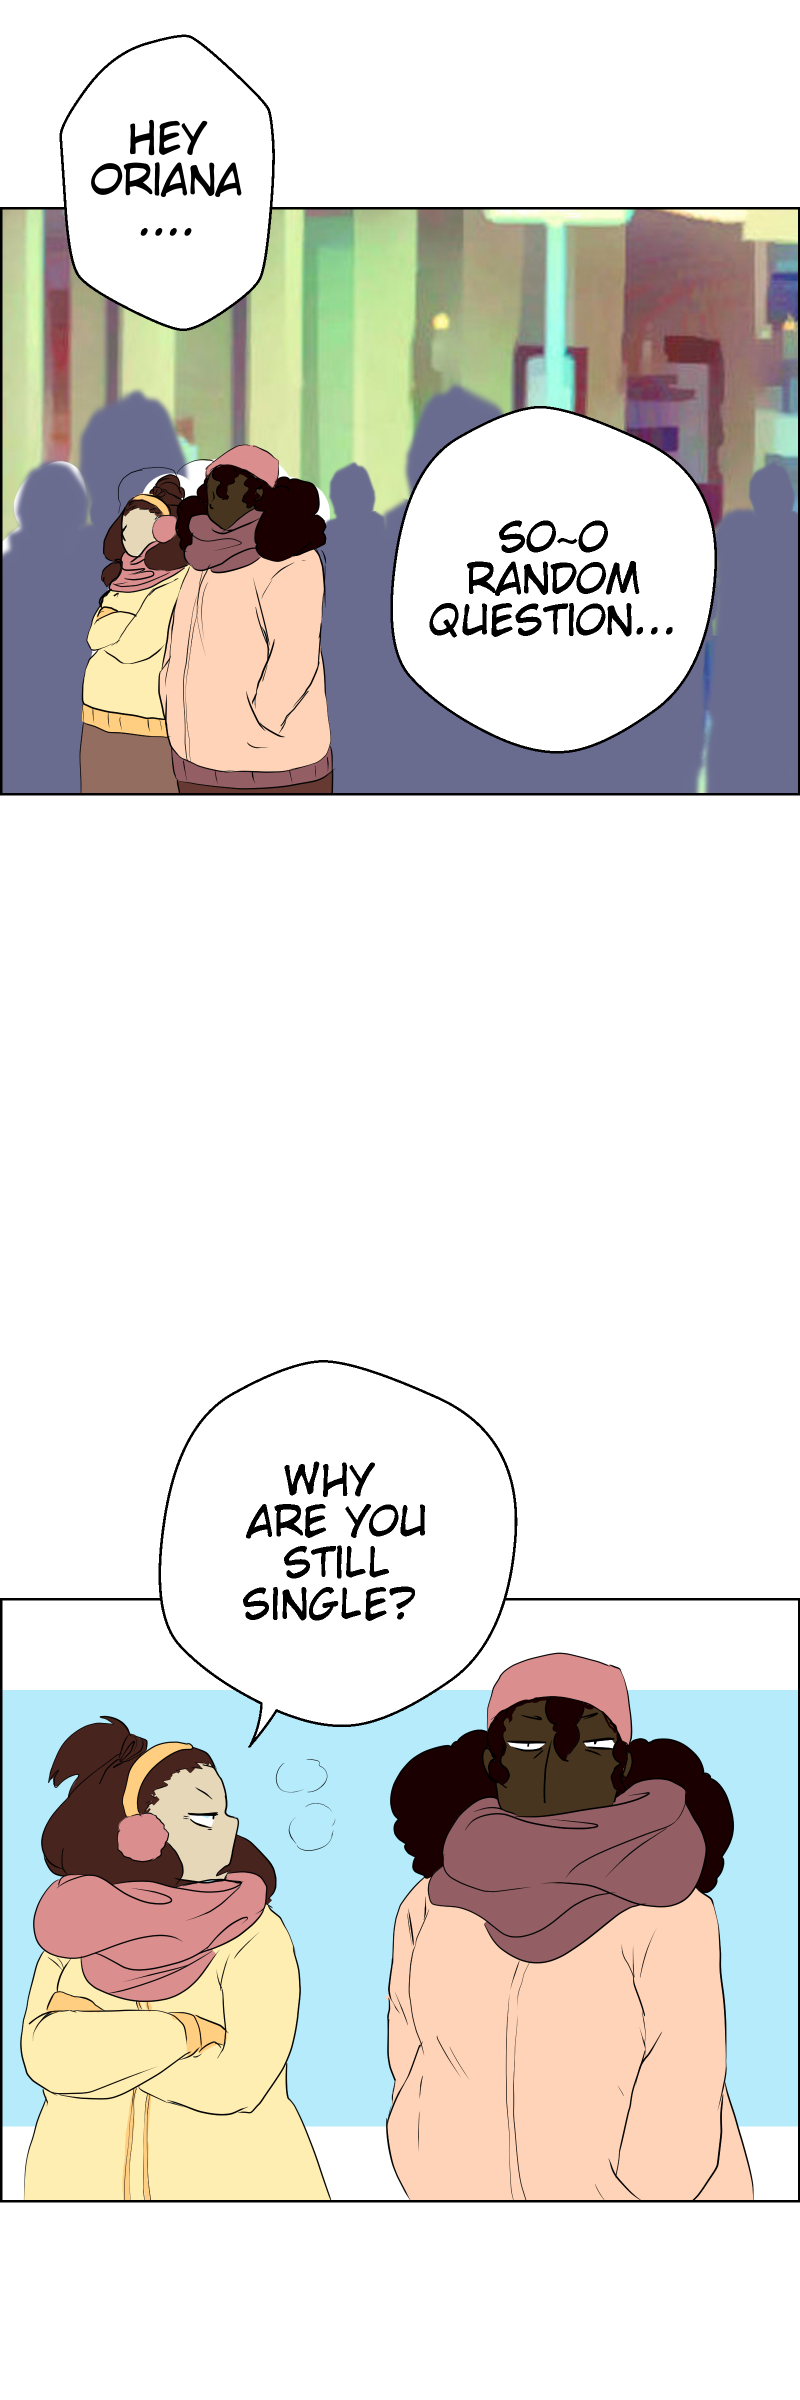 HEY
ORIANA
....
SO~O
RANDOM
QUESTION...
WHY
ARE YOU
STILL
SINGLE?